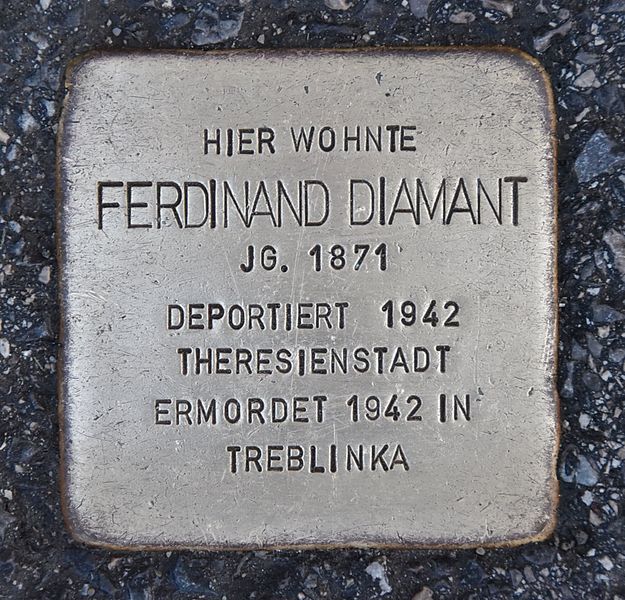 HIER WOHNTE
FERDINAND DIAMANT
JG. 1871
DEPORTIERT 1942
THERESIENSTADT
ERMORDET 1942 IN
TREBLINKA